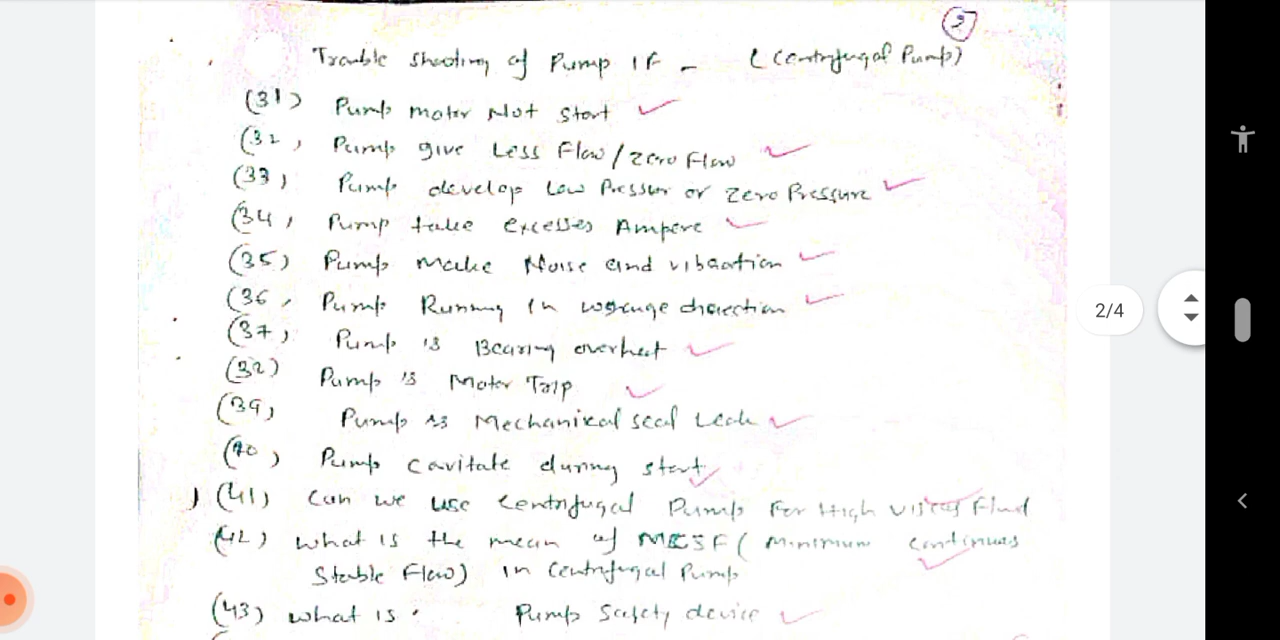 2
Trouble shooting of Pump IF - (Centrifugal Pump)
(31) Pump motor Not start
(32, Pump give Less Flow/Zero Flow
(33) Pump develop Low Pressur or Zero Pressure
(34, Pump take excesses Ampere
(35) Pump Make Noise and vibration
(36, Pump Running in wrounge direction
(37, Pump is Bearing overheat
(38) Pump is Motor Trip
(39, Pump is Mechanical seal Leak
(40) Pump cavitate during start
(41) Can we use Centrifugal Pump For High Fluid
(42) what is the mean of MCSF ( Minimum continues
Stable Flow) in Centrifugal Pump
(43) what is Pump Safety device
2/4